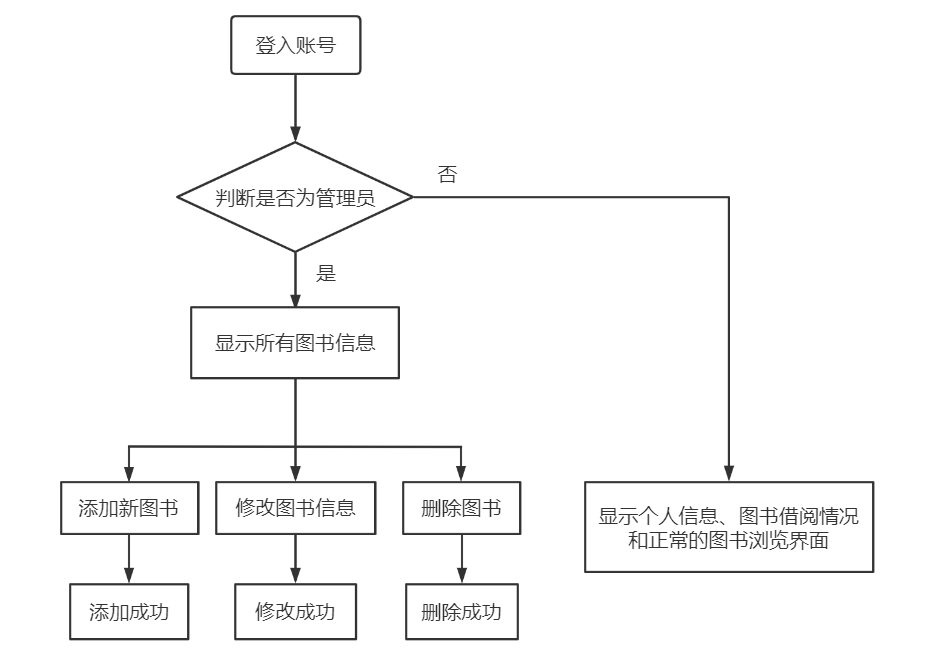 登入账号
否
判断是否为管理员
是
显示所有图书信息
添加新图书
修改图书信息
删除图书
显示个人信息、图书借阅情况
和正常的图书浏览界面
添加成功
修改成功
删除成功